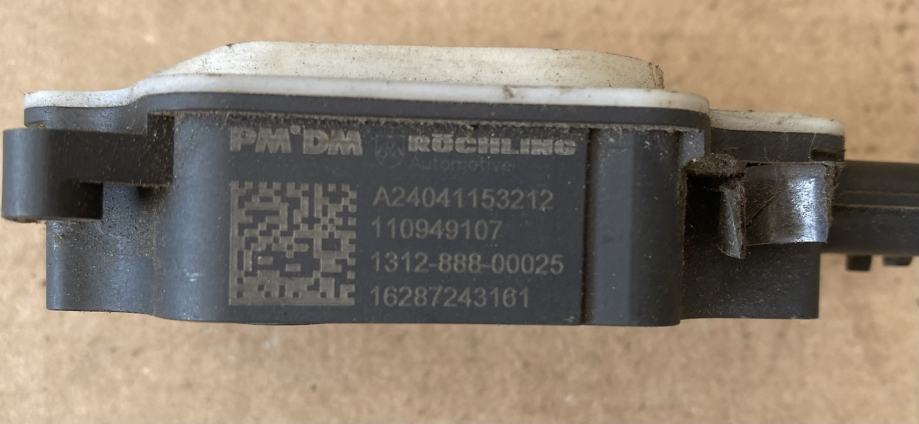 PM°DM RÖCHLING
Automotive
A24041153212
110949107
1312-888-00025
16287243161